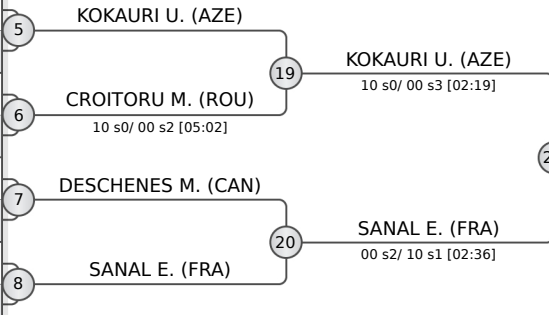 KOKAURI U. (AZE)
5
19
KOKAURI U. (AZE)
10 s0/ 00 s3 [02:19]
CROITORU M. (ROU)
6
10 s0/ 00 s2 [05:02]
DESCHENES M. (CAN)
7
20
SANAL E. (FRA)
00 s2/ 10 s1 [02:36]
SANAL E. (FRA)
8